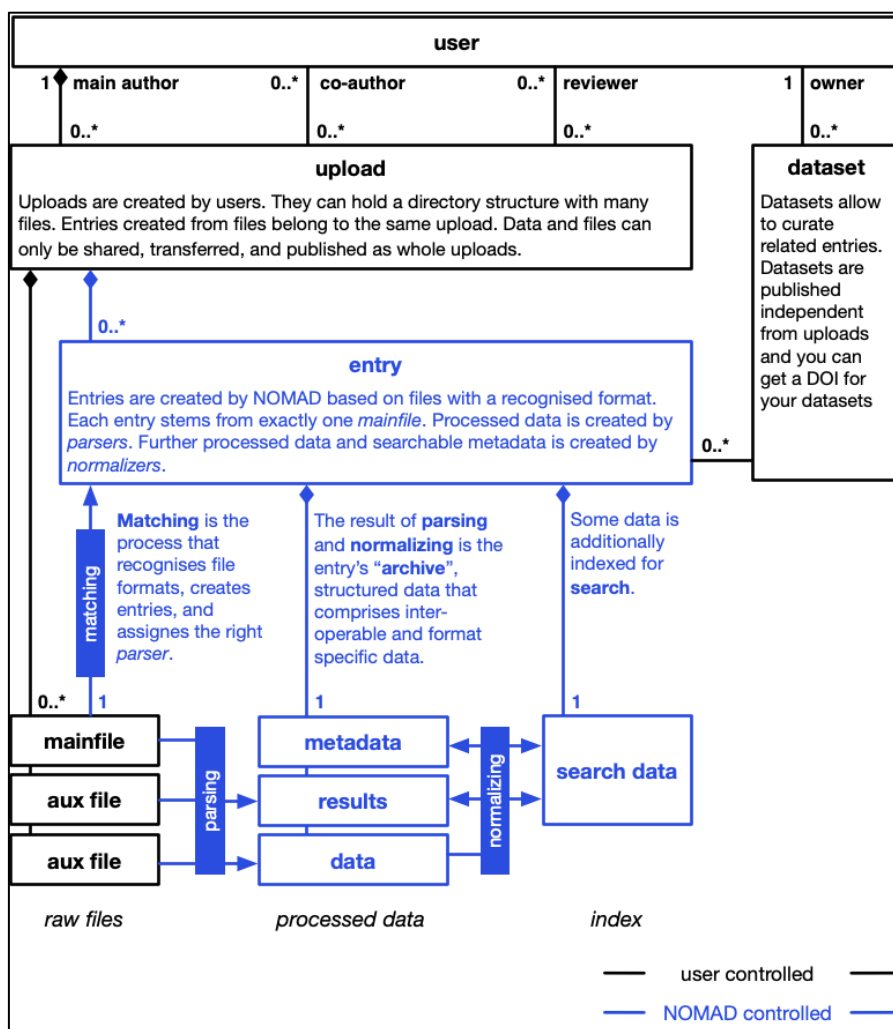 user
1 main author 0..* co-author 0..* reviewer 1 owner
0..* 0..* 0..* 0..*
upload
Uploads are created by users. They can hold a directory structure with many
files. Entries created from files belong to the same upload. Data and files can
only be shared, transferred, and published as whole uploads.
dataset
Datasets allow
to curate
related entries.
Datasets are
published
independent
from uploads
and you can
get a DOI for
your datasets
0..*
entry
Entries are created by NOMAD based on files with a recognised format.
Each entry stems from exactly one mainfile. Processed data is created by
parsers. Further processed data and searchable metadata is created by
normalizers.
0..*
matching
Matching is the
process that
recognises file
formats, creates
entries, and
assignes the right
parser.
The result of parsing
and normalizing is the
entry's “archive”,
structured data that
comprises inter-
operable and format
specific data.
Some data is
additionally
indexed for
search.
0..* 1 1 1
mainfile
aux file
aux file
parsing
metadata
results
data
normalizing
search data
raw files processed data index
user controlled
NOMAD controlled